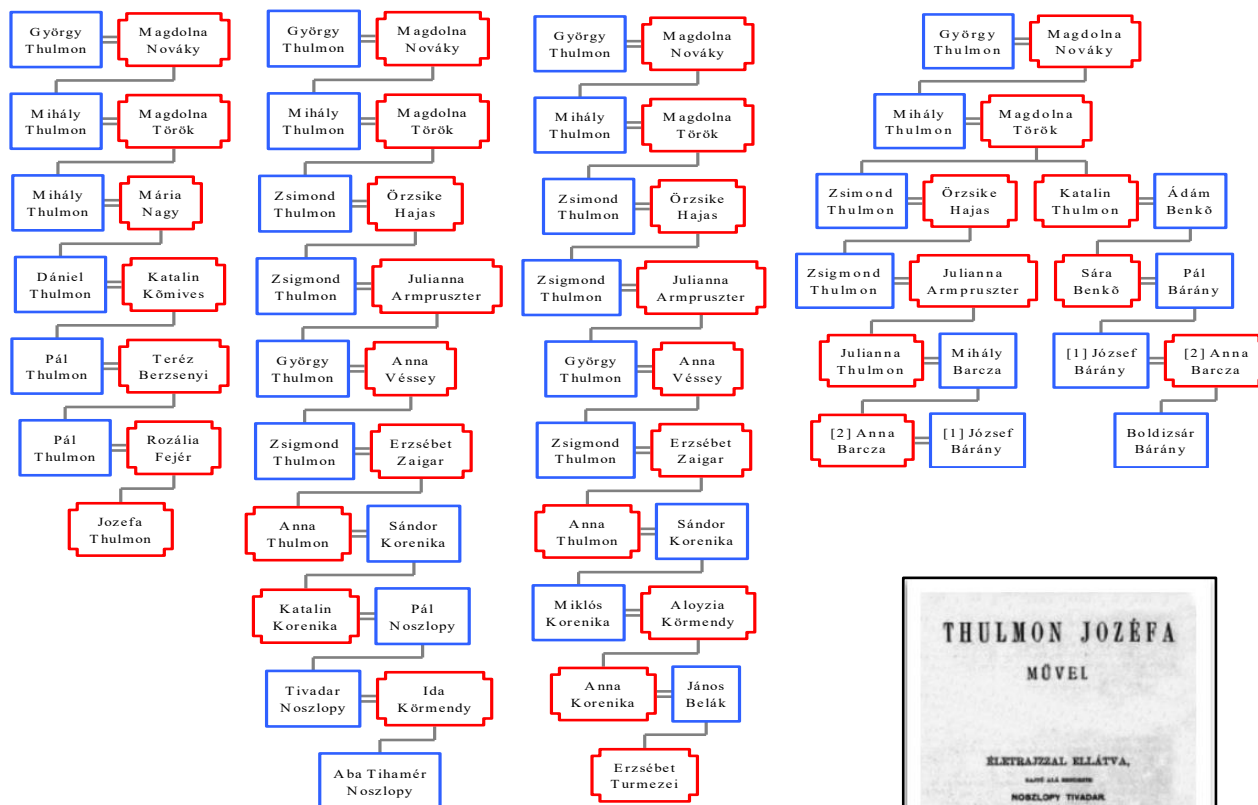 György
Thulmon
Magdolna
Nováky
Mihály
Thulmon
Magdolna
Török
Mihály
Thulmon
Mária
Nagy
Dániel
Thulmon
Katalin
Kõmives
Pál
Thulmon
Teréz
Berzsenyi
Pál
Thulmon
Rozália
Fejér
Jozefa
Thulmon
György
Thulmon
Magdolna
Nováky
Mihály
Thulmon
Magdolna
Török
Zsimond
Thulmon
Örzsike
Hajas
Zsigmond
Thulmon
Julianna
Armpruszter
György
Thulmon
Anna
Véssey
Zsigmond
Thulmon
Erzsébet
Zaigar
Anna
Thulmon
Sándor
Korenika
Katalin
Korenika
Pál
Noszlopy
Tivadar
Noszlopy
Ida
Körmendy
Aba Tihamér
Noszlopy
György
Thulmon
Magdolna
Nováky
Mihály
Thulmon
Magdolna
Török
Zsimond
Thulmon
Örzsike
Hajas
Zsigmond
Thulmon
Julianna
Armpruszter
György
Thulmon
Anna
Véssey
Zsigmond
Thulmon
Erzsébet
Zaigar
Anna
Thulmon
Sándor
Korenika
Miklós
Korenika
Aloyzia
Körmendy
Anna
Korenika
János
Belák
Erzsébet
Turmezei
György
Thulmon
Magdolna
Nováky
Mihály
Thulmon
Magdolna
Török
Zsimond
Thulmon
Örzsike
Hajas
Katalin
Thulmon
Ádám
Benkõ
Zsigmond
Thulmon
Julianna
Armpruszter
Sára
Benkõ
Pál
Bárány
Julianna
Thulmon
Mihály
Barcza
[1] József
Bárány
[2] Anna
Barcza
[2] Anna
Barcza
[1] József
Bárány
Boldizsár
Bárány
THULMON JOZÉFA
MŰVEI
ÉLETRAJZZAL ELLÁTVA,
NOSZLOPY TIVADAR.